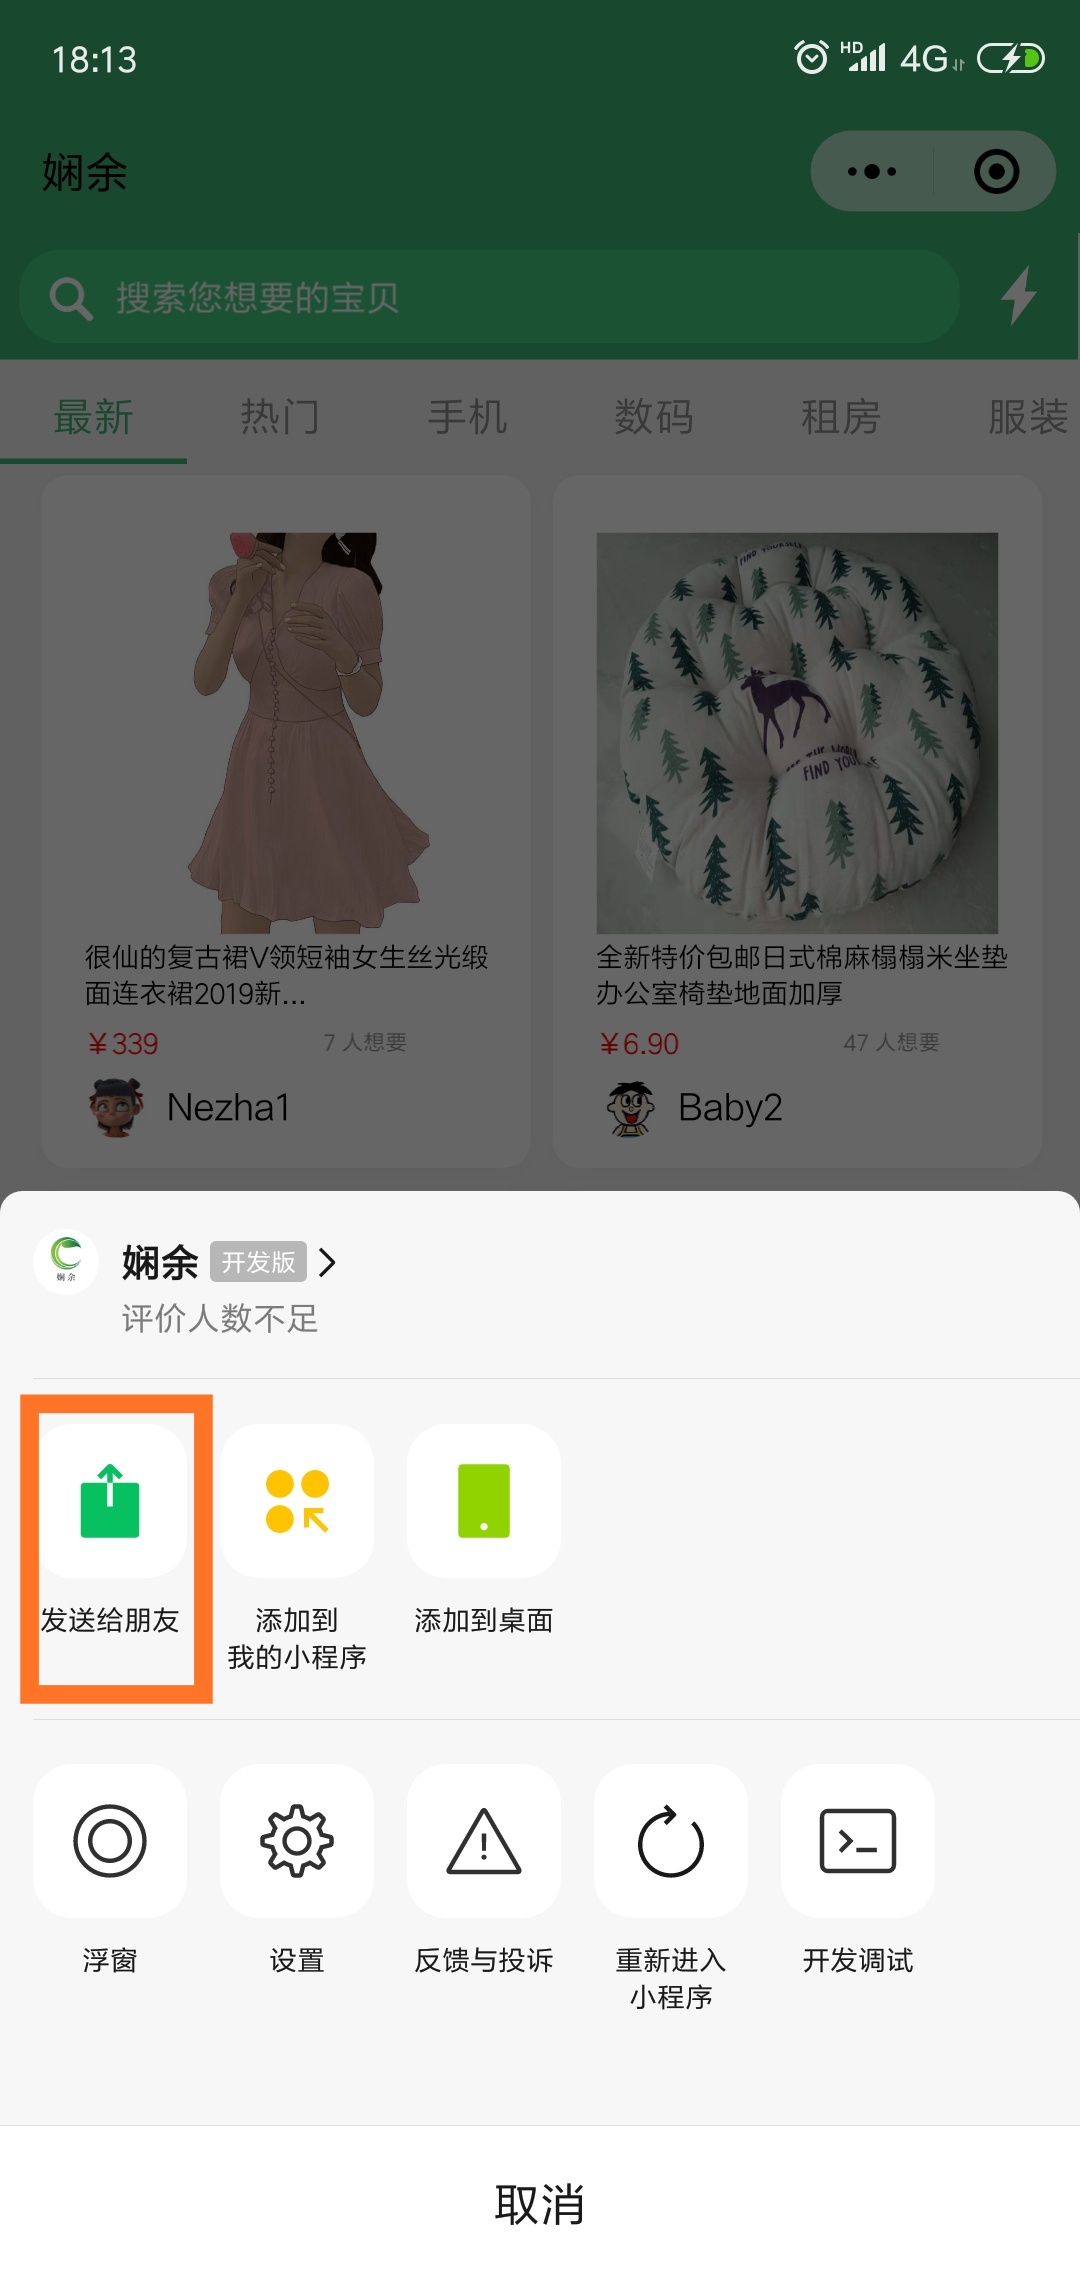 18:13
HD
4G
娴余
搜索您想要的宝贝
最新 热门 手机 数码 租房 服装
FIND YOURSELF
FIND YOU
很仙的复古裙V领短袖女生丝光缎
面连衣裙2019新...
￥339 7 人想要
Nezha1
全新特价包邮日式棉麻榻榻米坐垫
办公室椅垫地面加厚
￥6.90 47 人想要
Baby2
娴余
娴余 开发版
评价人数不足
发送给朋友
添加到
我的小程序
添加到桌面
浮窗
设置
反馈与投诉
重新进入
小程序
开发调试
取消